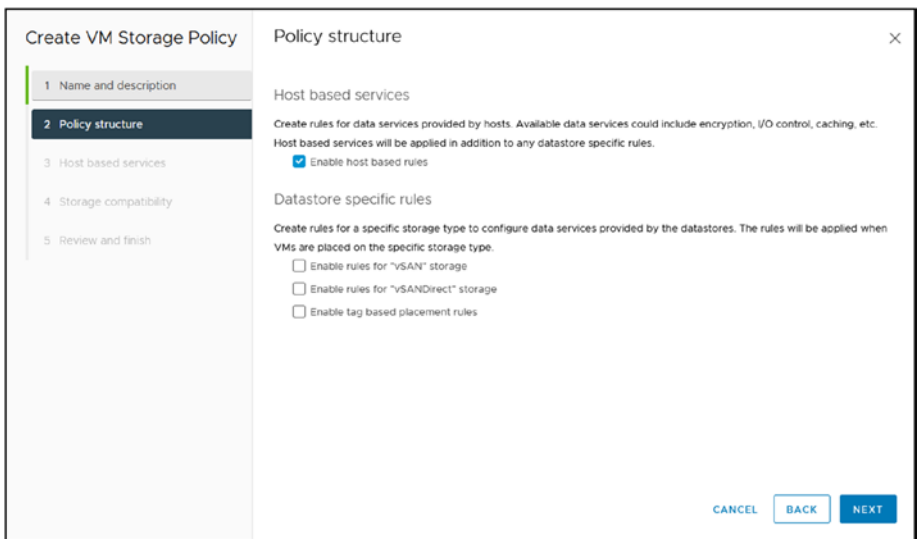 Create VM Storage Policy
1 Name and description
2 Policy structure
3 Host based services
4 Storage compatibility
5 Review and finish
Policy structure
Host based services
Create rules for data services provided by hosts. Available data services could include encryption, I/O control, caching, etc.
Host based services will be applied in addition to any datastore specific rules.
Enable host based rules
Datastore specific rules
Create rules for a specific storage type to configure data services provided by the datastores. The rules will be applied when
VMs are placed on the specific storage type.
Enable rules for "vSAN" storage
Enable rules for "vSANDirect" storage
Enable tag based placement rules
CANCEL BACK NEXT